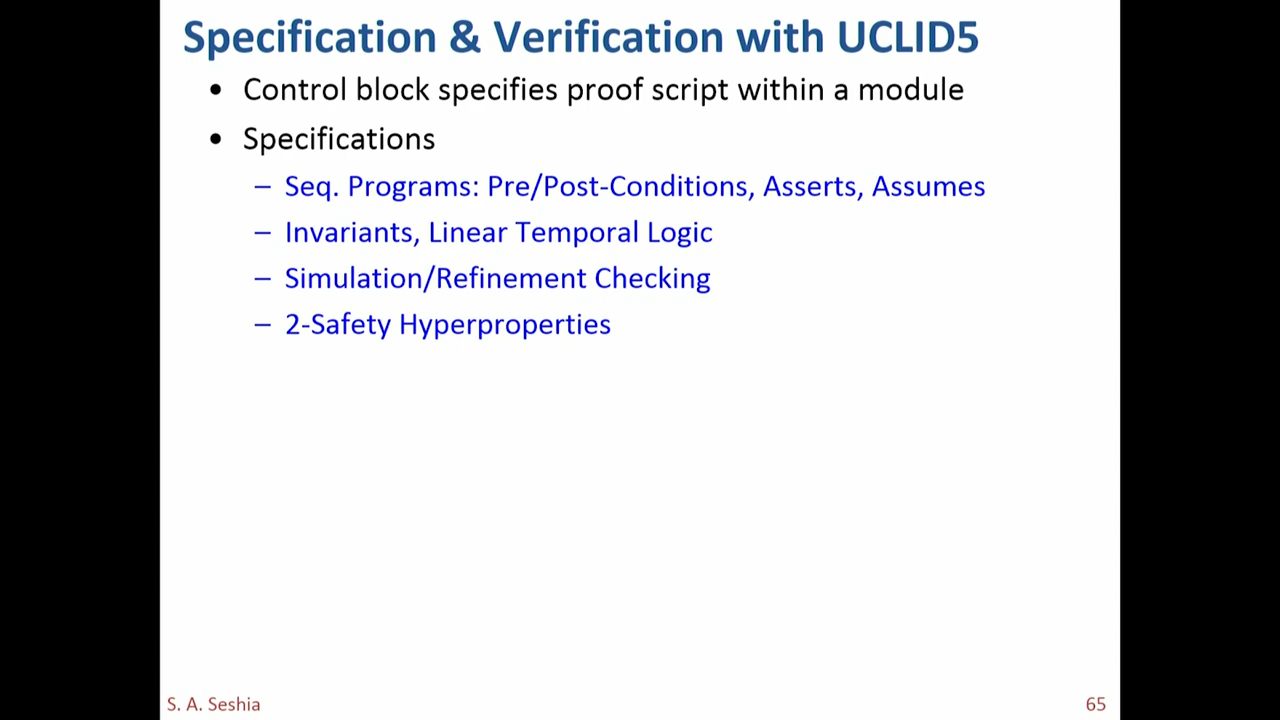 Specification & Verification with UCLID5
• Control block specifies proof script within a module
• Specifications
– Seq. Programs: Pre/Post-Conditions, Asserts, Assumes
– Invariants, Linear Temporal Logic
– Simulation/Refinement Checking
– 2-Safety Hyperproperties
S. A. Seshia
65